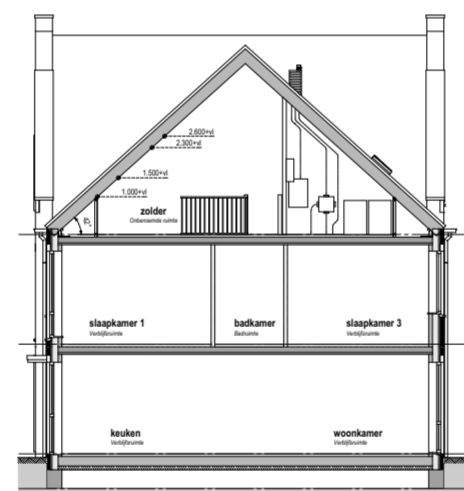 2.600+vl
2.300+vl
1.500+vl
1.000+vl
zolder
Onbenoemde ruimte
slaapkamer 1
Verblijfsruimte
badkamer
Badruimte
slaapkamer 3
Verblijfsruimte
keuken
Verblijfsruimte
woonkamer
Verblijfsruimte